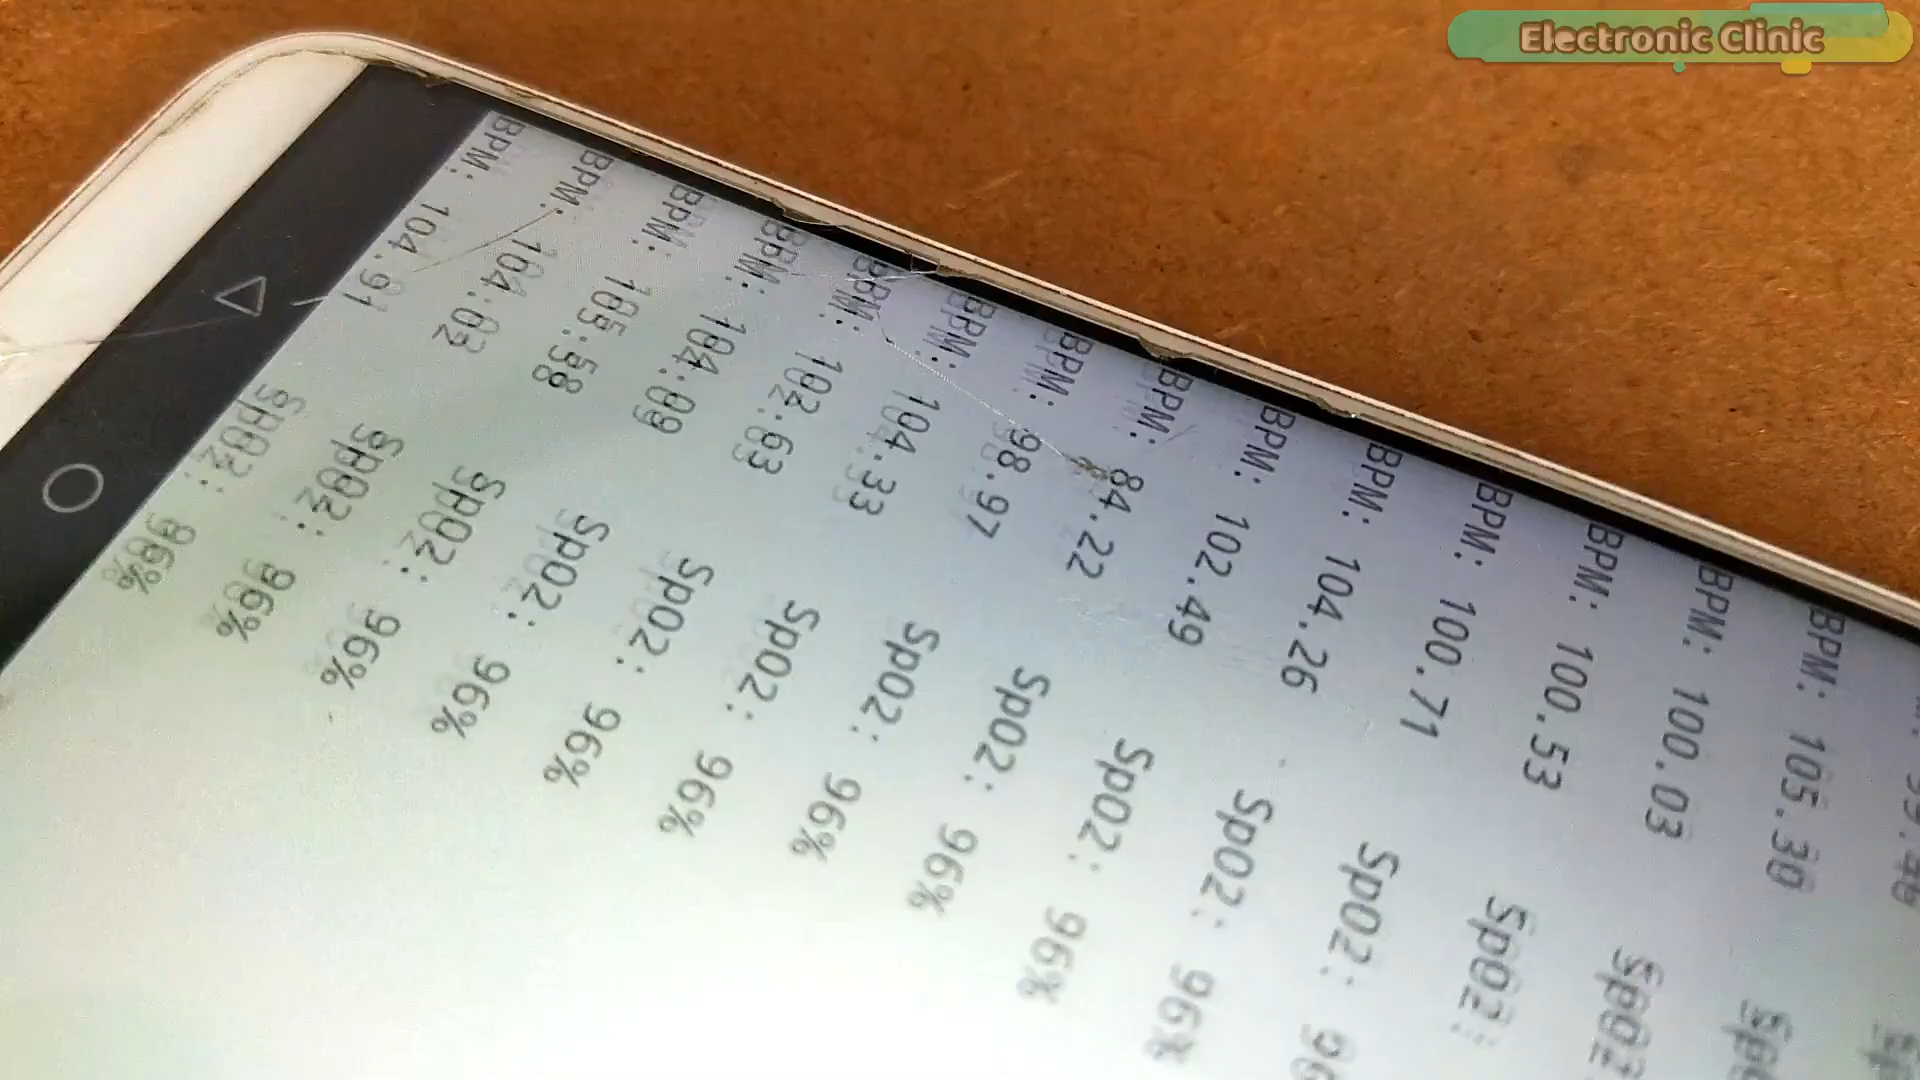 Electronic Clinic
99.40
BPM: 105.30
BPM: 100.03 SpO2
BPM: 100.53 SpO2:
BPM: 100.71 SpO2: 96
BPM: 104.26 SpO2: 96%
BPM: 102.49 SpO2: 96%
BPM: 84.22 SpO2: 96%
BPM: 98.97 SpO2: 96%
BPM: 104.33 SpO2: 96%
BPM: 102.63 SpO2: 96%
BPM: 104.09 SpO2: 96%
BPM: 105.58 SpO2: 96%
BPM: 104.02 SpO2: 96%
BPM: 104.91 SpO2: 96%